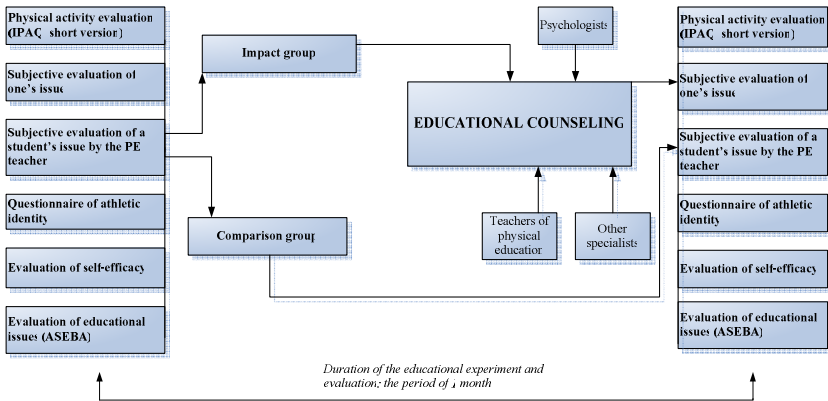 Physical activity evaluation
(IPAQ short version)
Subjective evaluation of
one's issue
Subjective evaluation of a
student's issue by the PE
teacher
Questionnaire of athletic
identity
Evaluation of self-efficacy
Evaluation of educational
issues (ASEBA)
Impact group
Comparison group
Psychologists
EDUCATIONAL COUNSELING
Teachers of
physical education
Other
specialists
Physical activity evaluation
(IPAQ short version)
Subjective evaluation of
one's issue
Subjective evaluation of a
student's issue by the PE
teacher
Questionnaire of athletic
identity
Evaluation of self-efficacy
Evaluation of educational
issues (ASEBA)
Duration of the educational experiment and
evaluation; the period of month